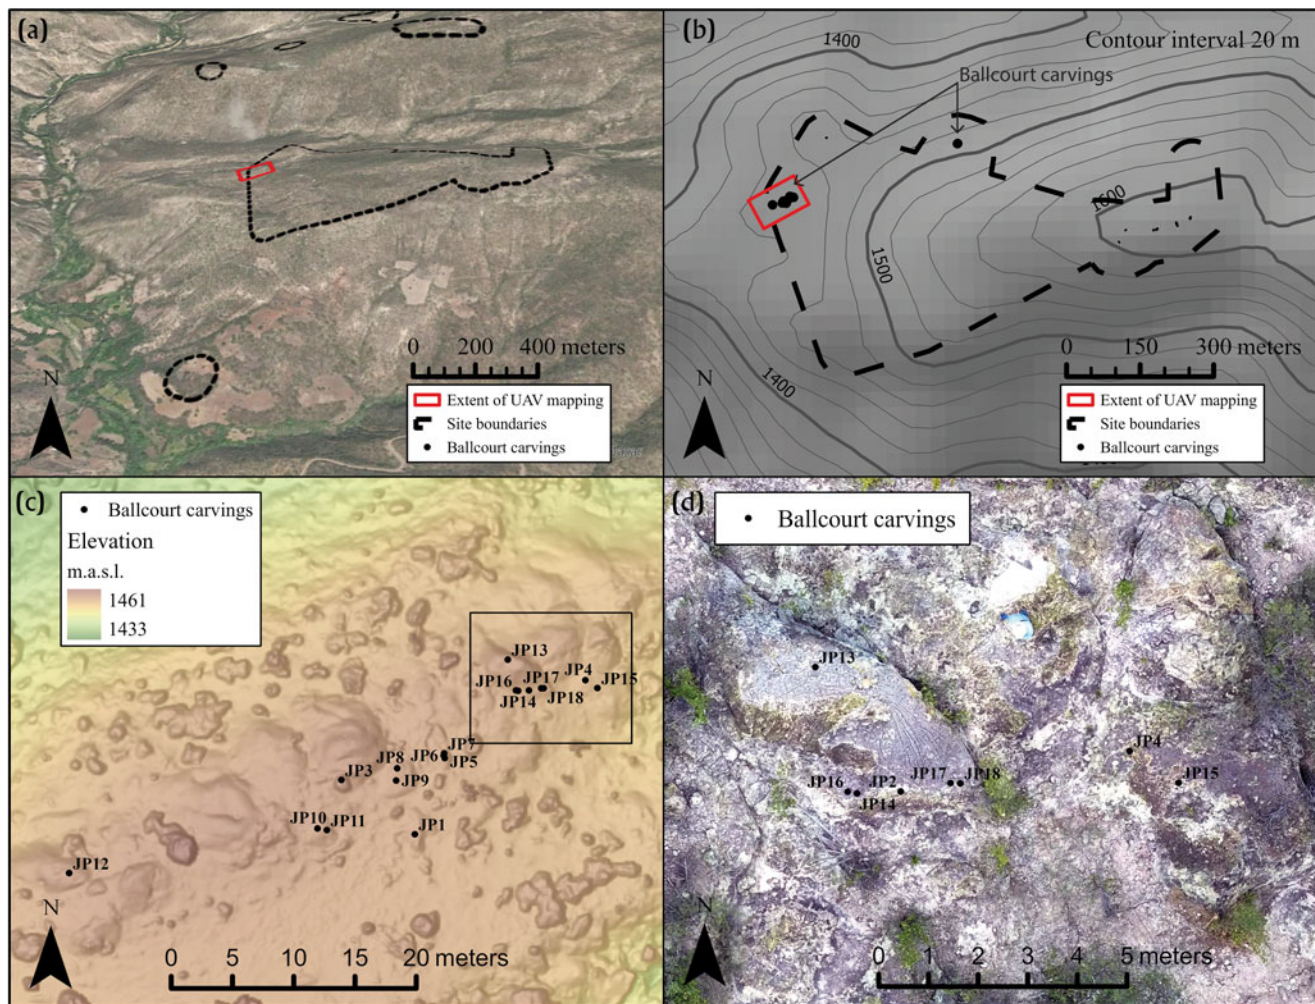 (a)
0 200 400 meters
N
Extent of UAV mapping
Site boundaries
Ballcourt carvings
(b)
1400
Contour interval 20 m
Ballcourt carvings
1600
1500
1400
0 150 300 meters
N
Extent of UAV mapping
Site boundaries
Ballcourt carvings
(c)
Ballcourt carvings
Elevation
m.a.s.l.
1461
1433
JP13
JP16 JP17 JP4 JP15
JP14 JP18
JP7
JP8 JP6 JP5
JP3 JP9
JP10 JP11 JP1
JP12
N
0 5 10 20 meters
(d)
Ballcourt carvings
JP13
JP4
JP16 JP2 JP17 JP18 JP15
JP14
N
0 1 2 3 4 5 meters